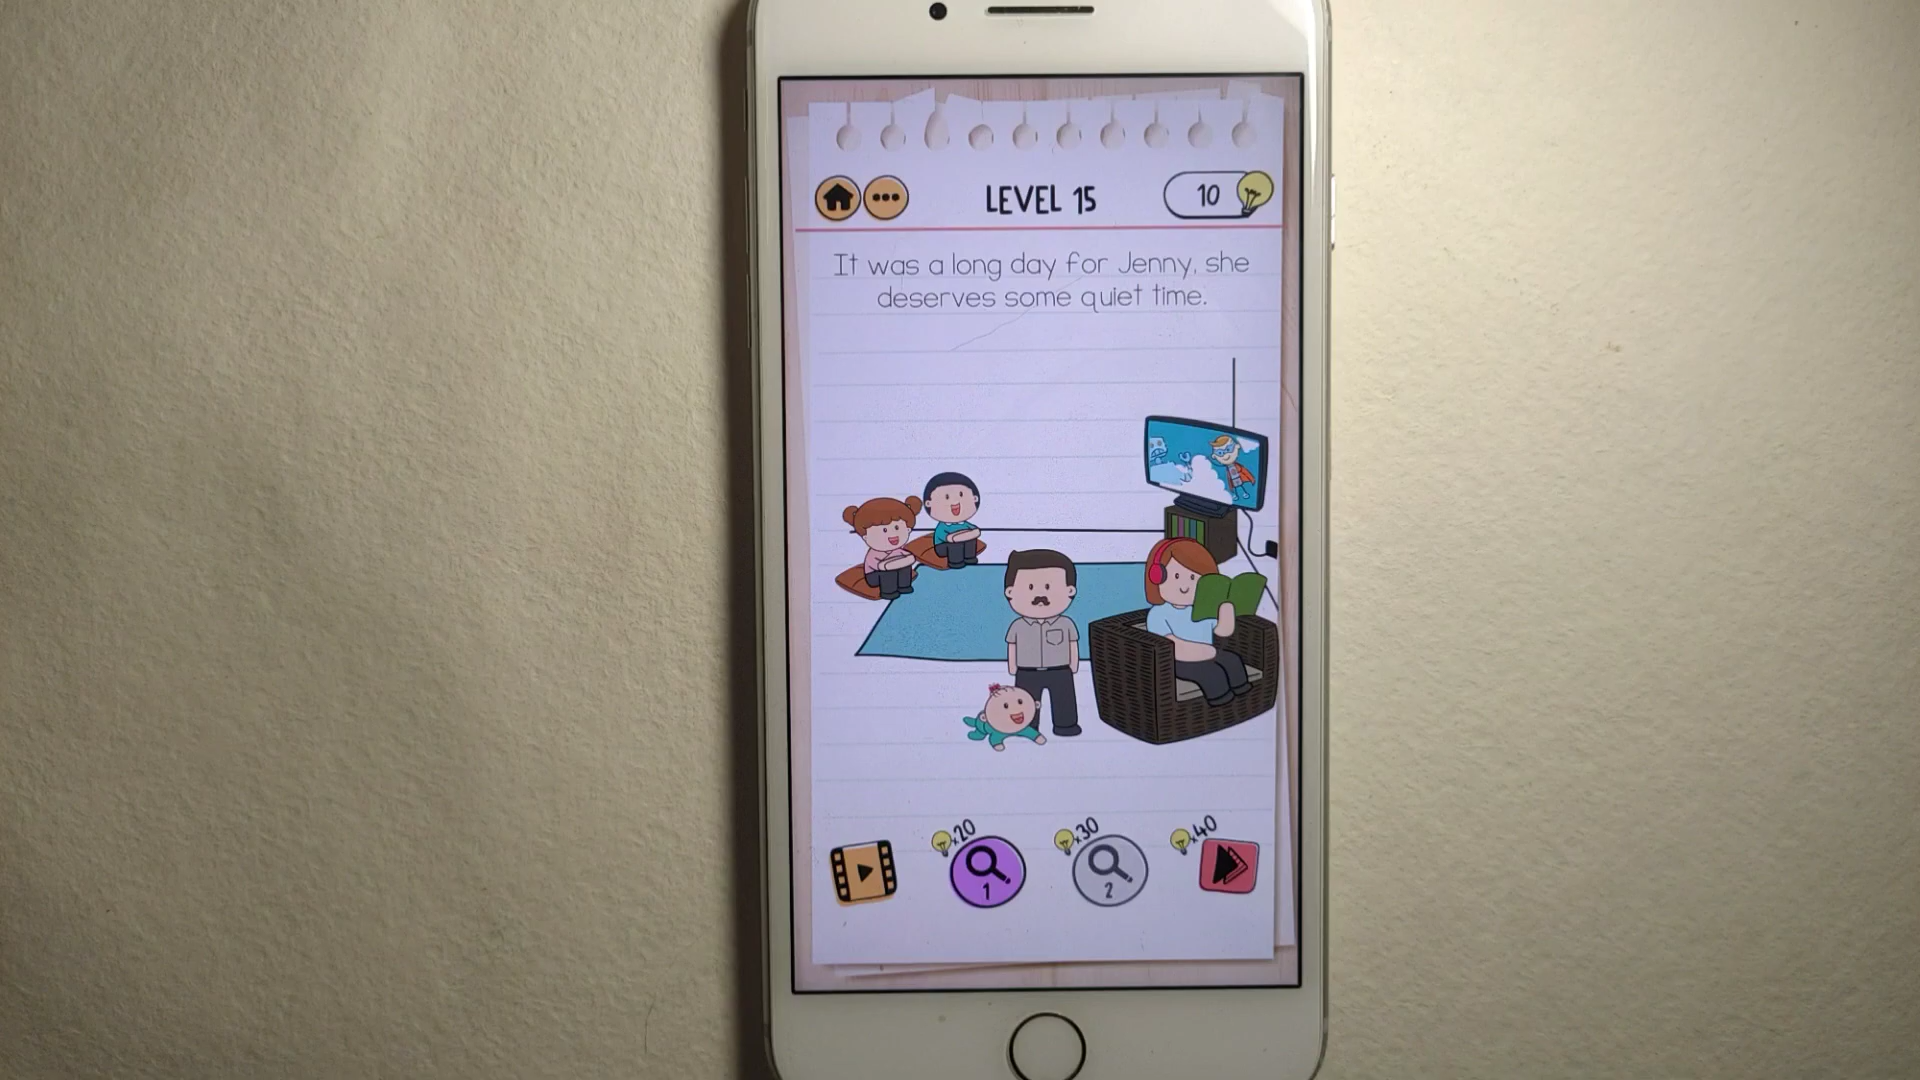 LEVEL 15
10
It was a long day for Jenny, she
deserves some quiet time.
x20
x30
x40
1
2